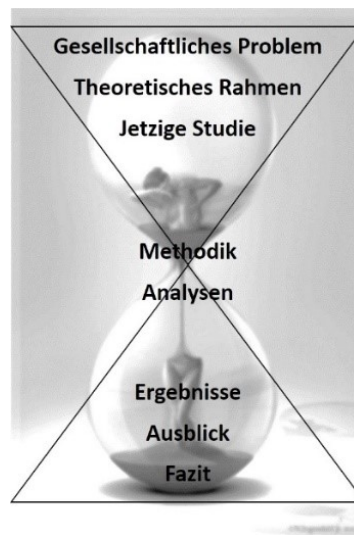 Gesellschaftliches Problem
Theoretisches Rahmen
Jetzige Studie
Methodik
Analysen
Ergebnisse
Ausblick
Fazit